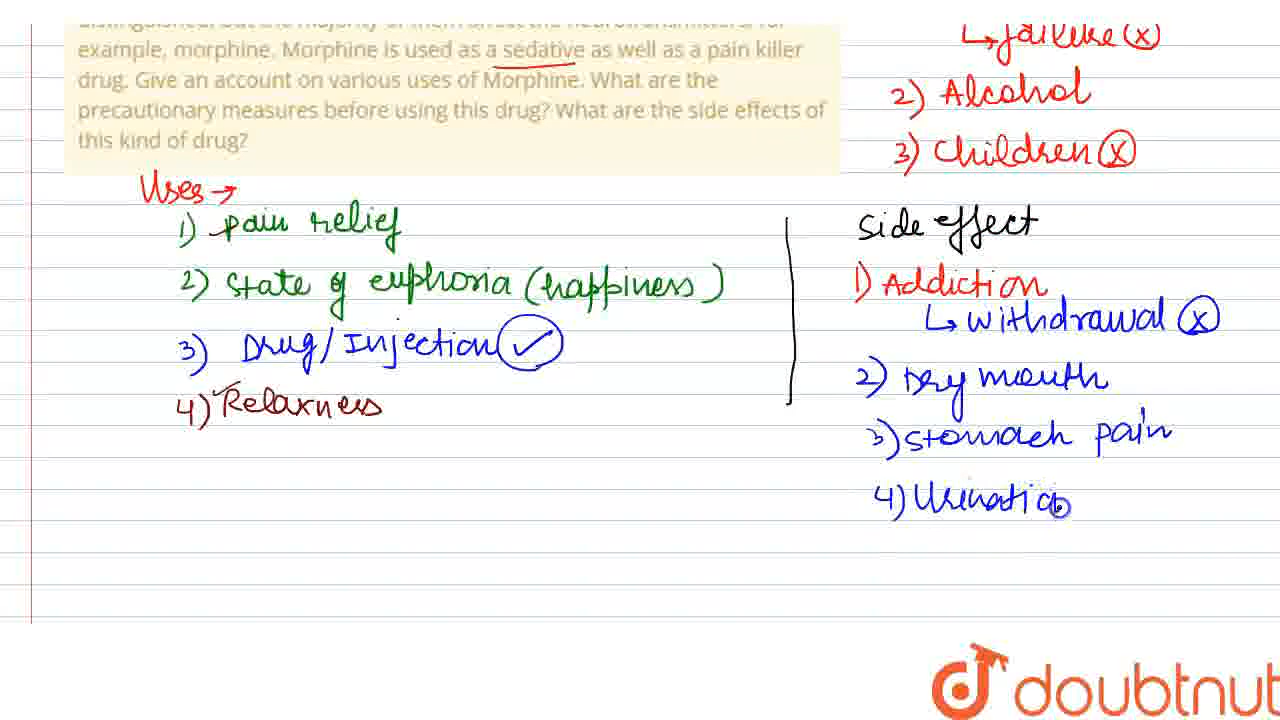 example, morphine. Morphine is used as a sedative as well as a pain killer
drug. Give an account on various uses of Morphine. What are the
precautionary measures before using this drug? What are the side effects of
this kind of drug?
↳ failure (x)
2) Alcohol
3) Children (x)
Uses →
1) Pain relief
2) State of euphoria (happiness)
3) Drug/Injection ✓
4) Relaxness
Side effect
1) Addiction
↳ withdrawal (x)
2) Dry mouth
3) Stomach pain
4) Urinatio
doubtnut